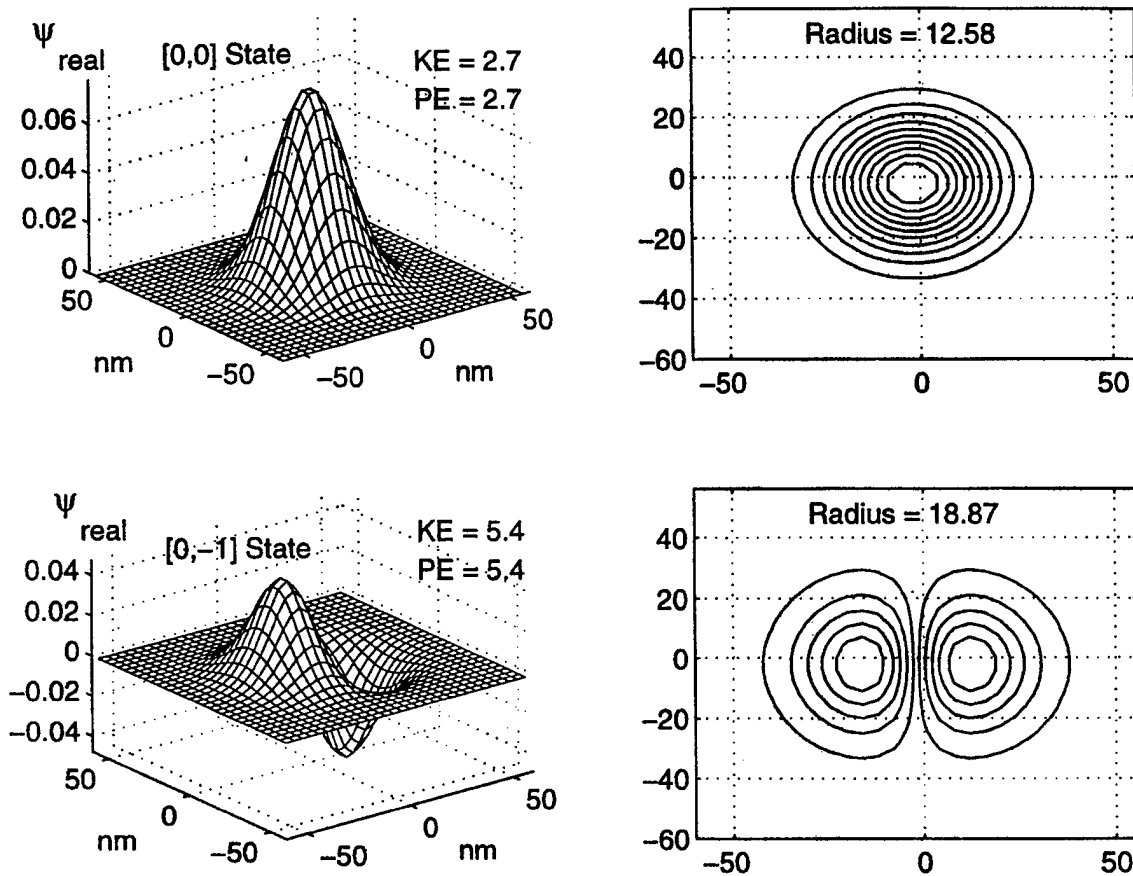 ψ
real
[0,0] State
KE = 2.7
PE = 2.7
0.06
0.04
0.02
0
50
0
−50
nm
−50
0
50
nm
Radius = 12.58
40
20
0
−20
−40
−60
−50
0
50
ψ
real
[0,−1] State
KE = 5.4
PE = 5.4
0.04
0.02
0
−0.02
−0.04
50
0
−50
nm
−50
0
50
nm
Radius = 18.87
40
20
0
−20
−40
−60
−50
0
50